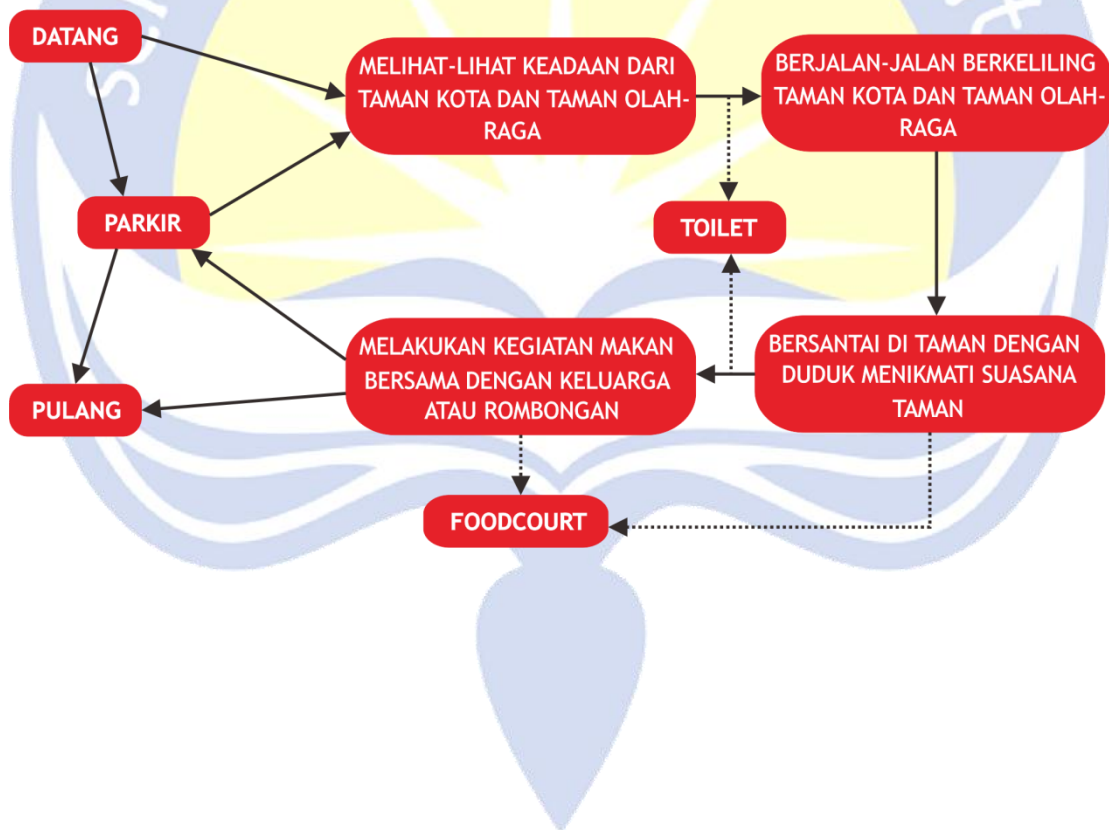 DATANG
MELIHAT-LIHAT KEADAAN DARI
TAMAN KOTA DAN TAMAN OLAH-
RAGA
BERJALAN-JALAN BERKELILING
TAMAN KOTA DAN TAMAN OLAH-
RAGA
PARKIR
TOILET
MELAKUKAN KEGIATAN MAKAN
BERSAMA DENGAN KELUARGA
ATAU ROMBONGAN
BERSANTAI DI TAMAN DENGAN
DUDUK MENIKMATI SUASANA
TAMAN
PULANG
FOODCOURT